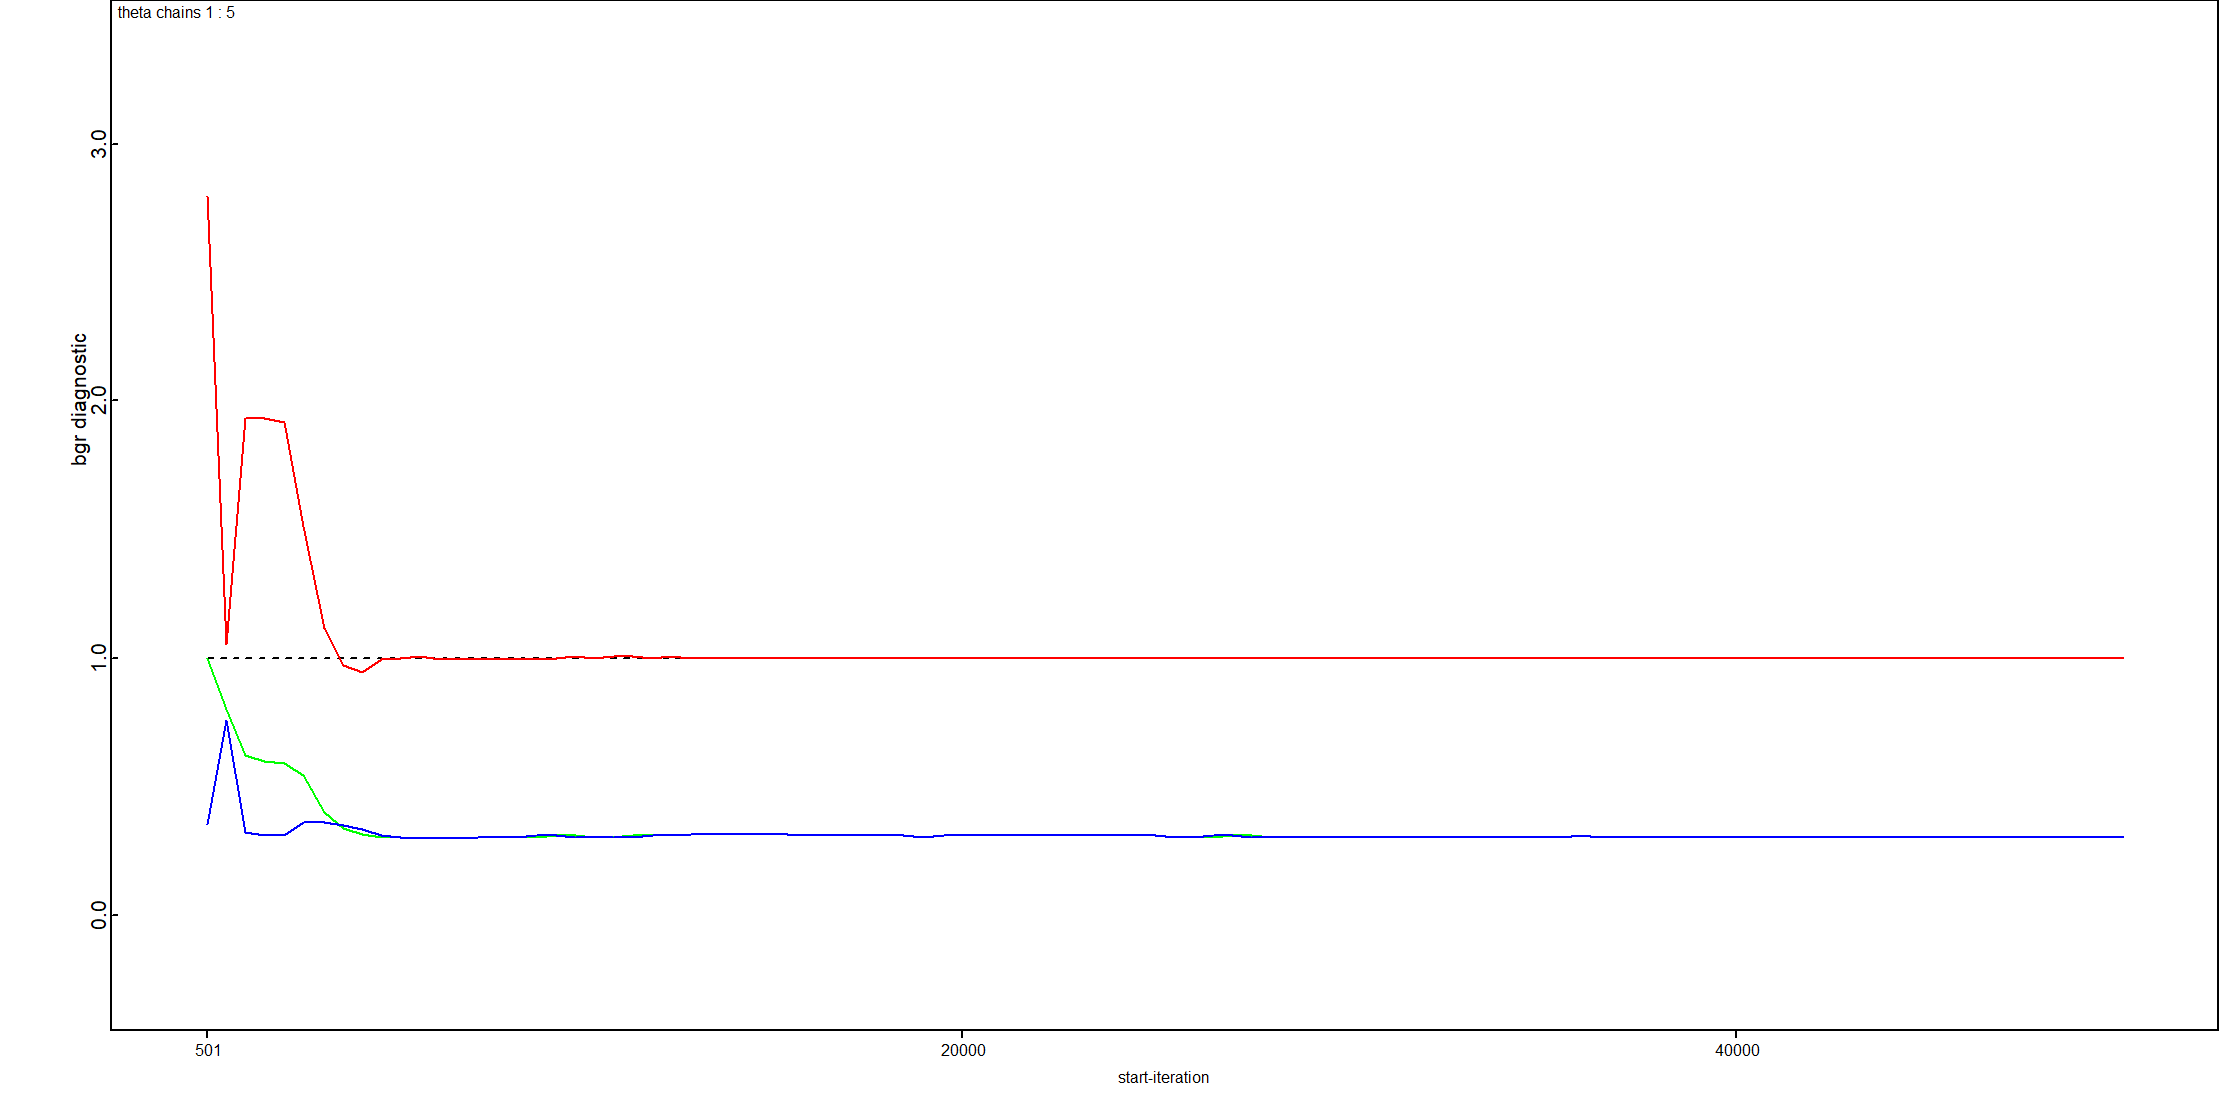 theta chains 1 : 5
3.0
2.0
1.0
0.0
bgr diagnostic
501
20000
40000
start-iteration